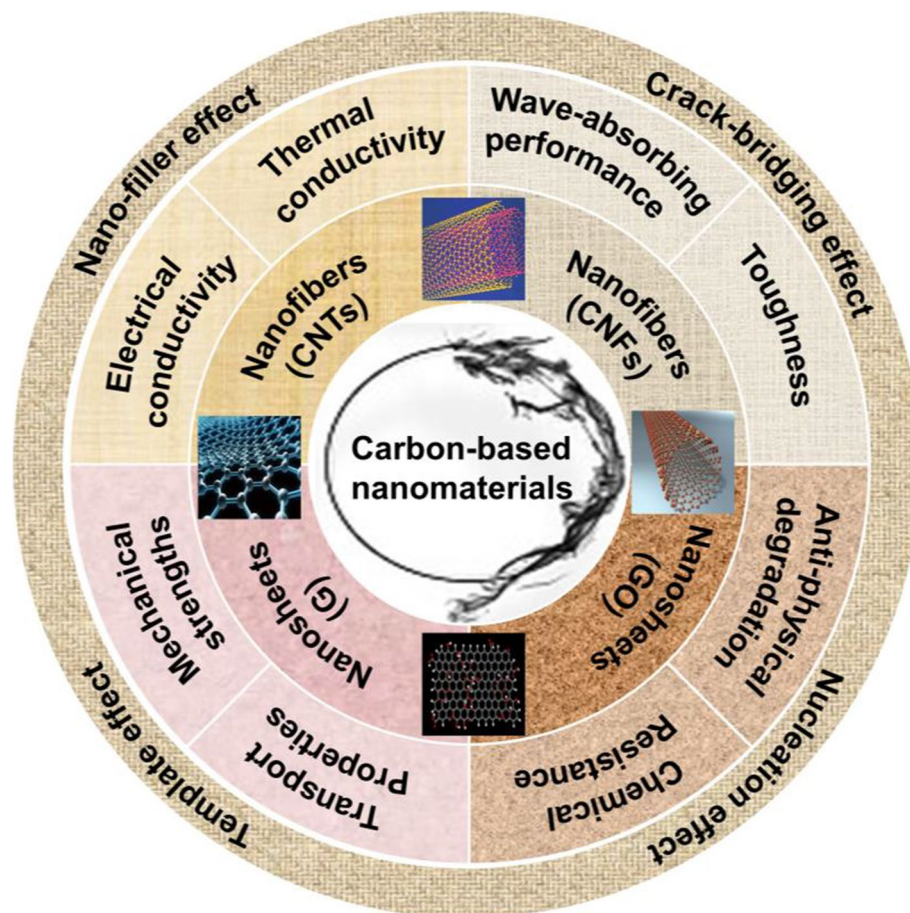 Nano-filler effect
Crack-bridging effect
Thermal
conductivity
Wave-absorbing
performance
Electrical
conductivity
Toughness
Nanofibers
(CNTs)
Nanofibers
(CNFs)
Carbon-based
nanomaterials
Mechanical
strengths
Nanosheets
(G)
Nanosheets
(GO)
Anti-physical
degradation
Transport
Properties
Chemical
Resistance
Template effect
Nucleation effect